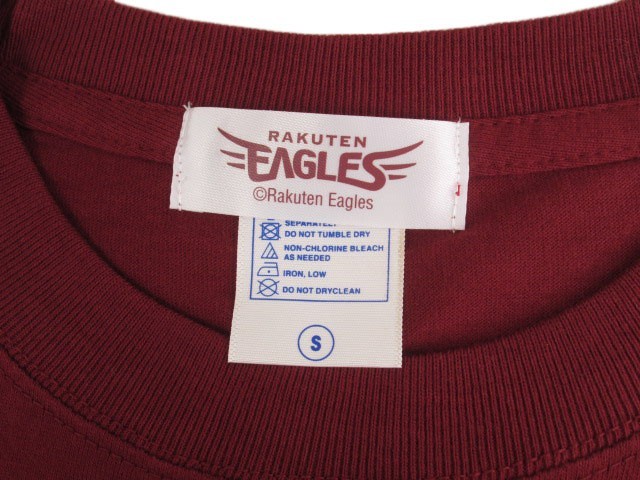 RAKUTEN
EAGLES
©Rakuten Eagles
SEPARATELY
DO NOT TUMBLE DRY
NON-CHLORINE BLEACH
AS NEEDED
IRON, LOW
DO NOT DRYCLEAN
S